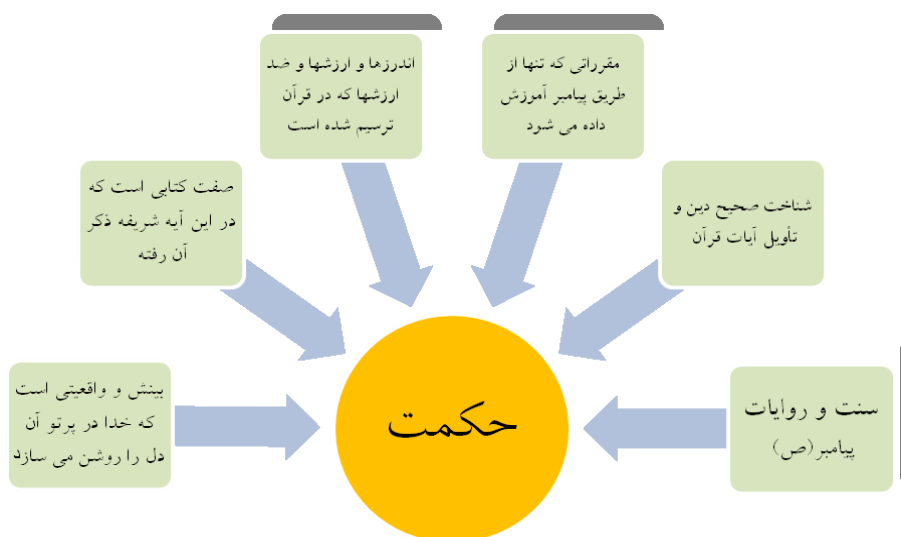 مقرراتی که تنها از
طریق پیامبر آموزش
داده می شود
اندرزها و ارزشها و ضد
ارزشها که در قرآن
ترسیم شده است
شناخت صحیح دین و
تأویل آیات قرآن
صفت کتابی است که
در این آیه شریفه ذکر
آن رفته
سنت و روایات
پیامبر(ص)
حکمت
بینش و واقعیتی است
که خدا در پرتو آن
دل را روشن می سازد